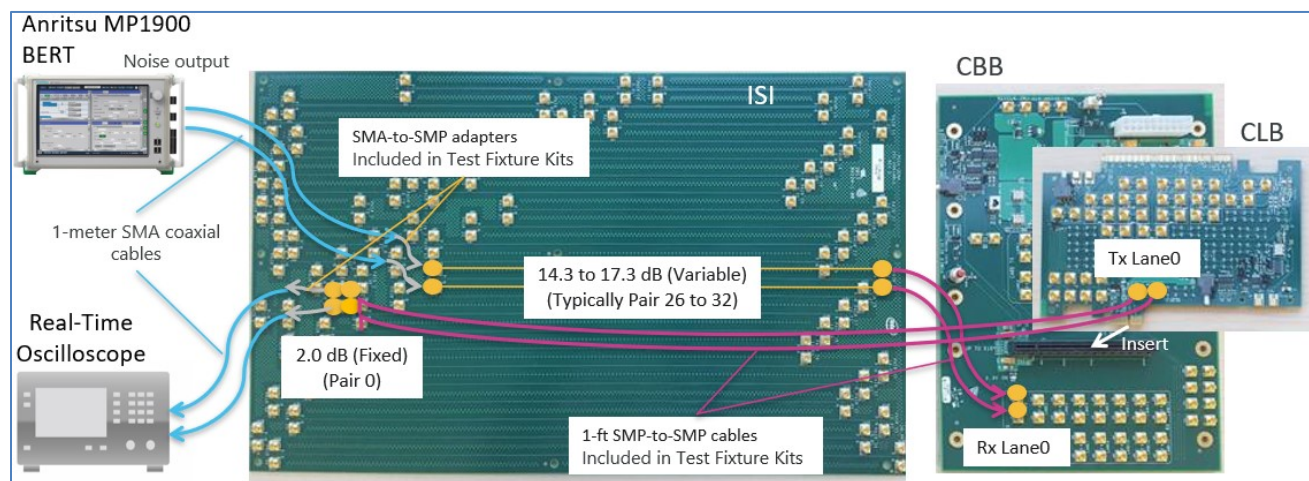 Anritsu MP1900
BERT
Noise output
ISI
CBB
CLB
SMA-to-SMP adapters
Included in Test Fixture Kits
1-meter SMA coaxial
cables
14.3 to 17.3 dB (Variable)
(Typically Pair 26 to 32)
Tx Lane0
Real-Time
Oscilloscope
2.0 dB (Fixed)
(Pair 0)
Insert
1-ft SMP-to-SMP cables
Included in Test Fixture Kits
Rx Lane0